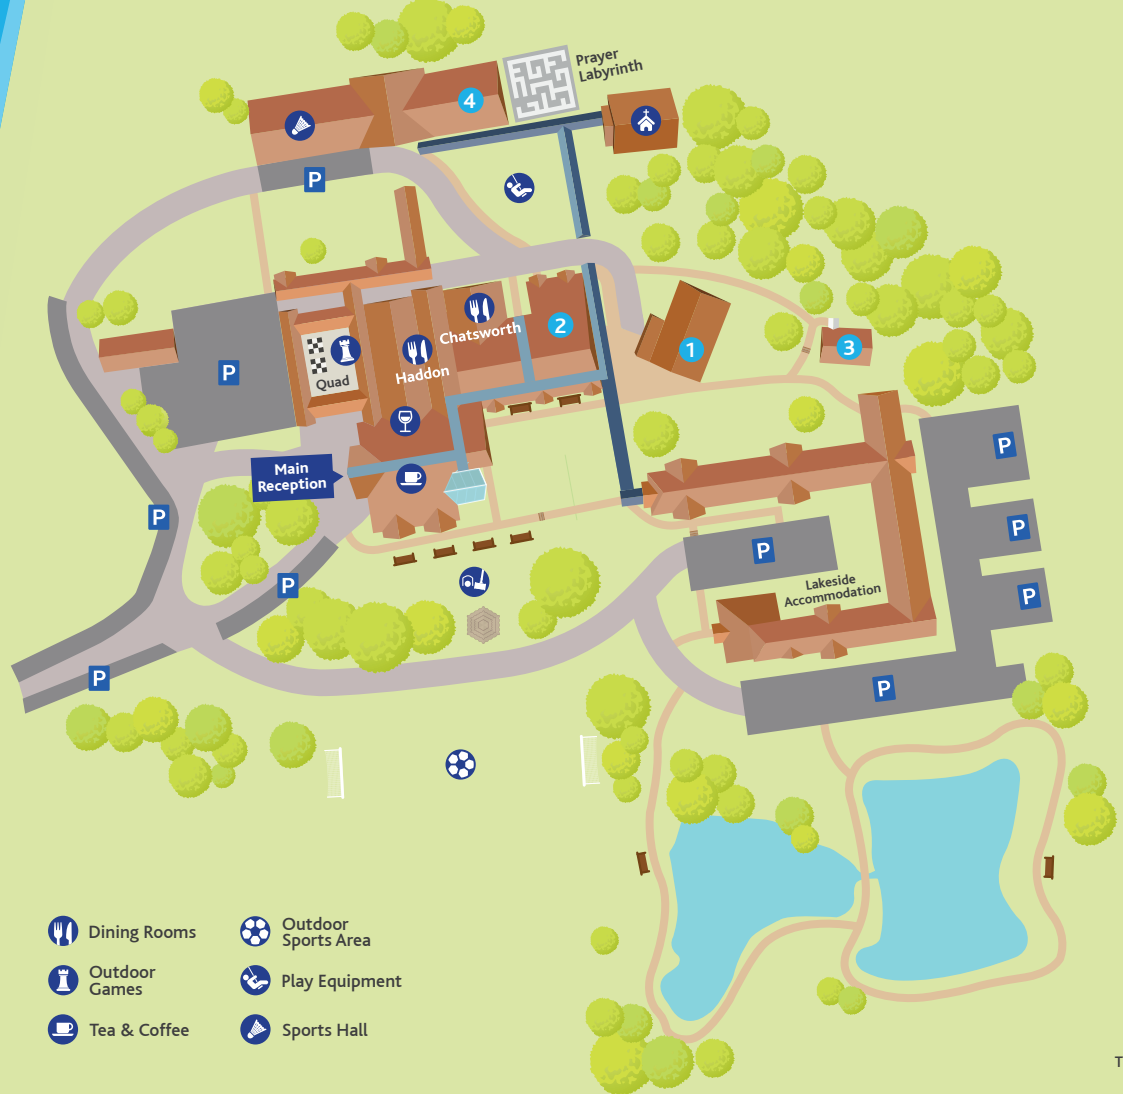 Prayer
Labyrinth
4
P
Chatsworth
2
Haddon
Quad
1
3
P
Main
Reception
P
P
P
P
P
P
P
Lakeside
Accommodation
P
P
Dining Rooms
Outdoor
Games
Tea & Coffee
Outdoor
Sports Area
Play Equipment
Sports Hall
T